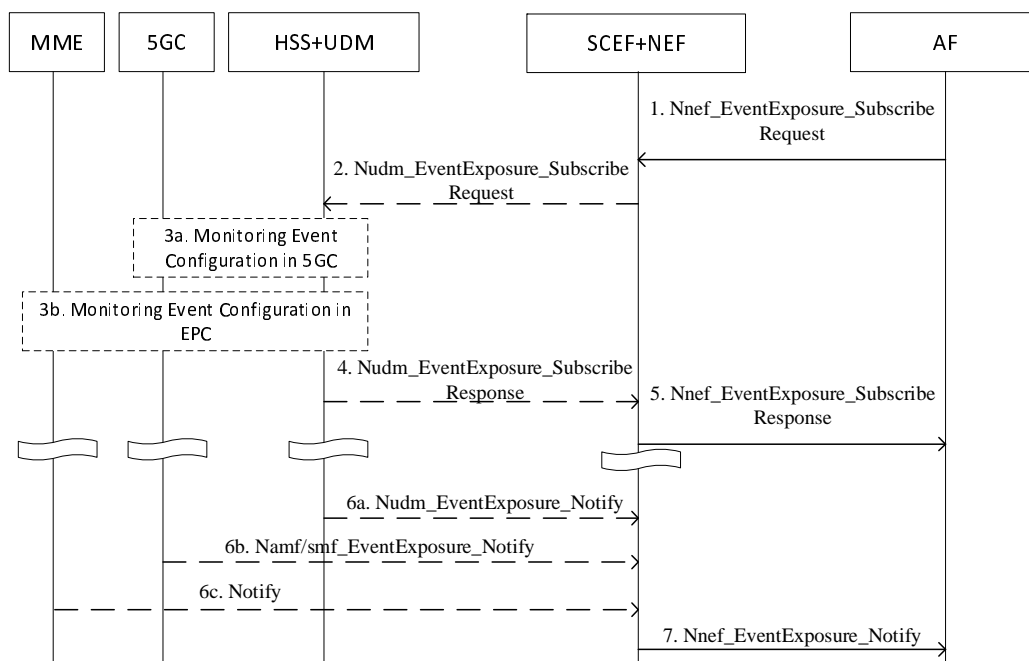 MME
5GC
HSS+UDM
SCEF+NEF
AF
1. Nnef_EventExposure_Subscribe
Request
2. Nudm_EventExposure_Subscribe
Request
3a. Monitoring Event
Configuration in 5GC
3b. Monitoring Event Configuration in
EPC
4. Nudm_EventExposure_Subscribe
Response
5. Nnef_EventExposure_Subscribe
Response
6a. Nudm_EventExposure_Notify
6b. Namf/smf_EventExposure_Notify
6c. Notify
7. Nnef_EventExposure_Notify